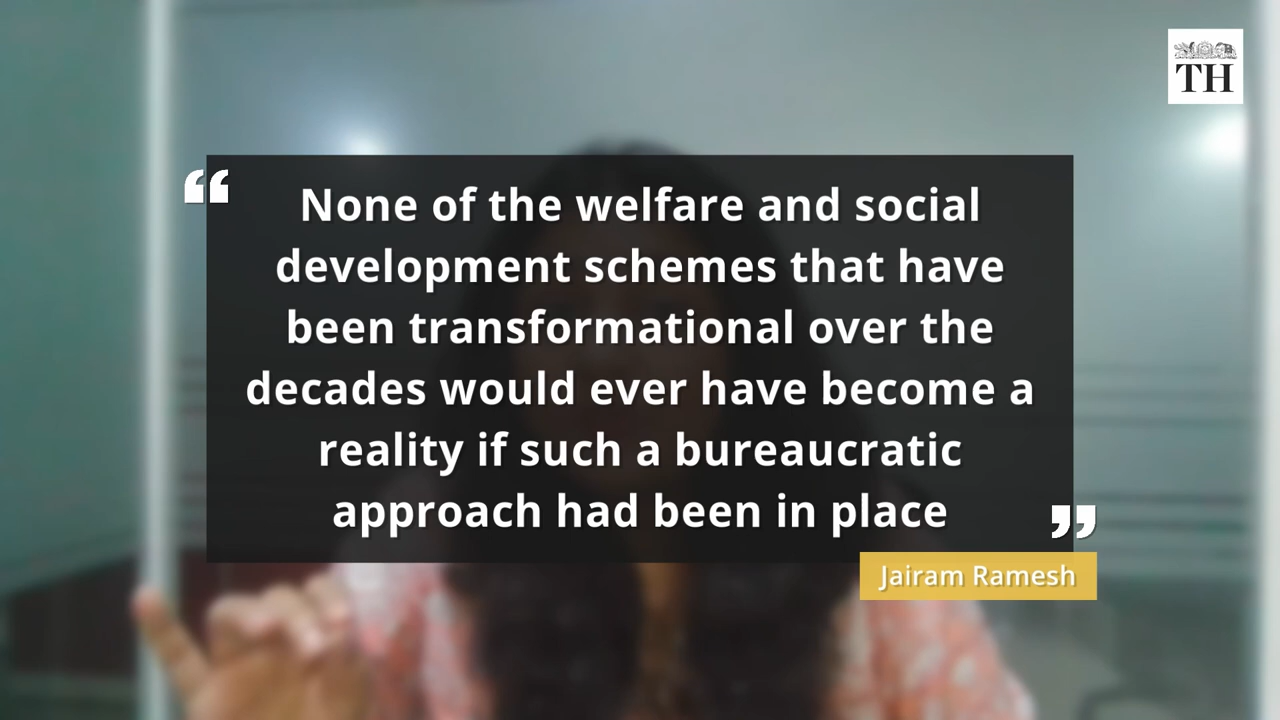 TH
“
None of the welfare and social
development schemes that have
been transformational over the
decades would ever have become a
reality if such a bureaucratic
approach had been in place
”
Jairam Ramesh